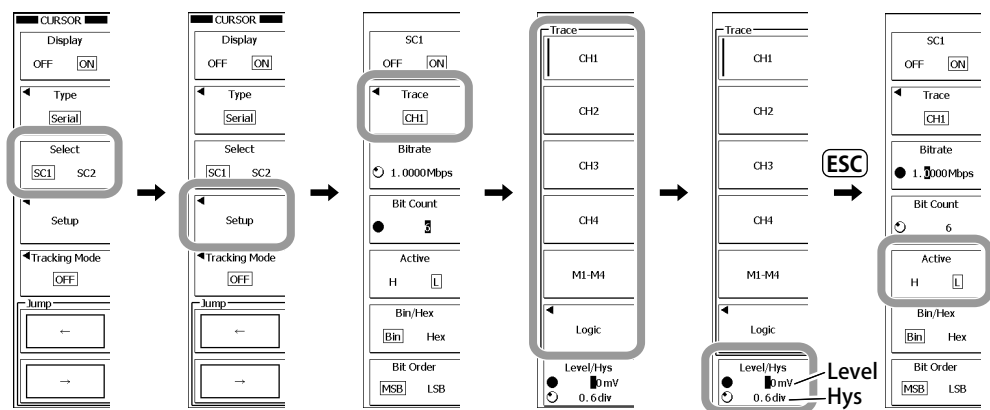 CURSOR
Display
OFF ON
Type
Serial
Select
SC1 SC2
Setup
Tracking Mode
OFF
Jump
←
→
CURSOR
Display
OFF ON
Type
Serial
Select
SC1 SC2
Setup
Tracking Mode
OFF
Jump
←
→
SC1
OFF ON
Trace
CH1
Bitrate
1.0000Mbps
Bit Count
6
Active
H L
Bin/Hex
Bin Hex
Bit Order
MSB LSB
Trace
CH1
CH2
CH3
CH4
M1-M4
Logic
Level/Hys
0mV
0.6div
Trace
CH1
CH2
CH3
CH4
M1-M4
Logic
Level/Hys
0mV
0.6div
Level
Hys
ESC
SC1
OFF ON
Trace
CH1
Bitrate
1.0000Mbps
Bit Count
6
Active
H L
Bin/Hex
Bin Hex
Bit Order
MSB LSB